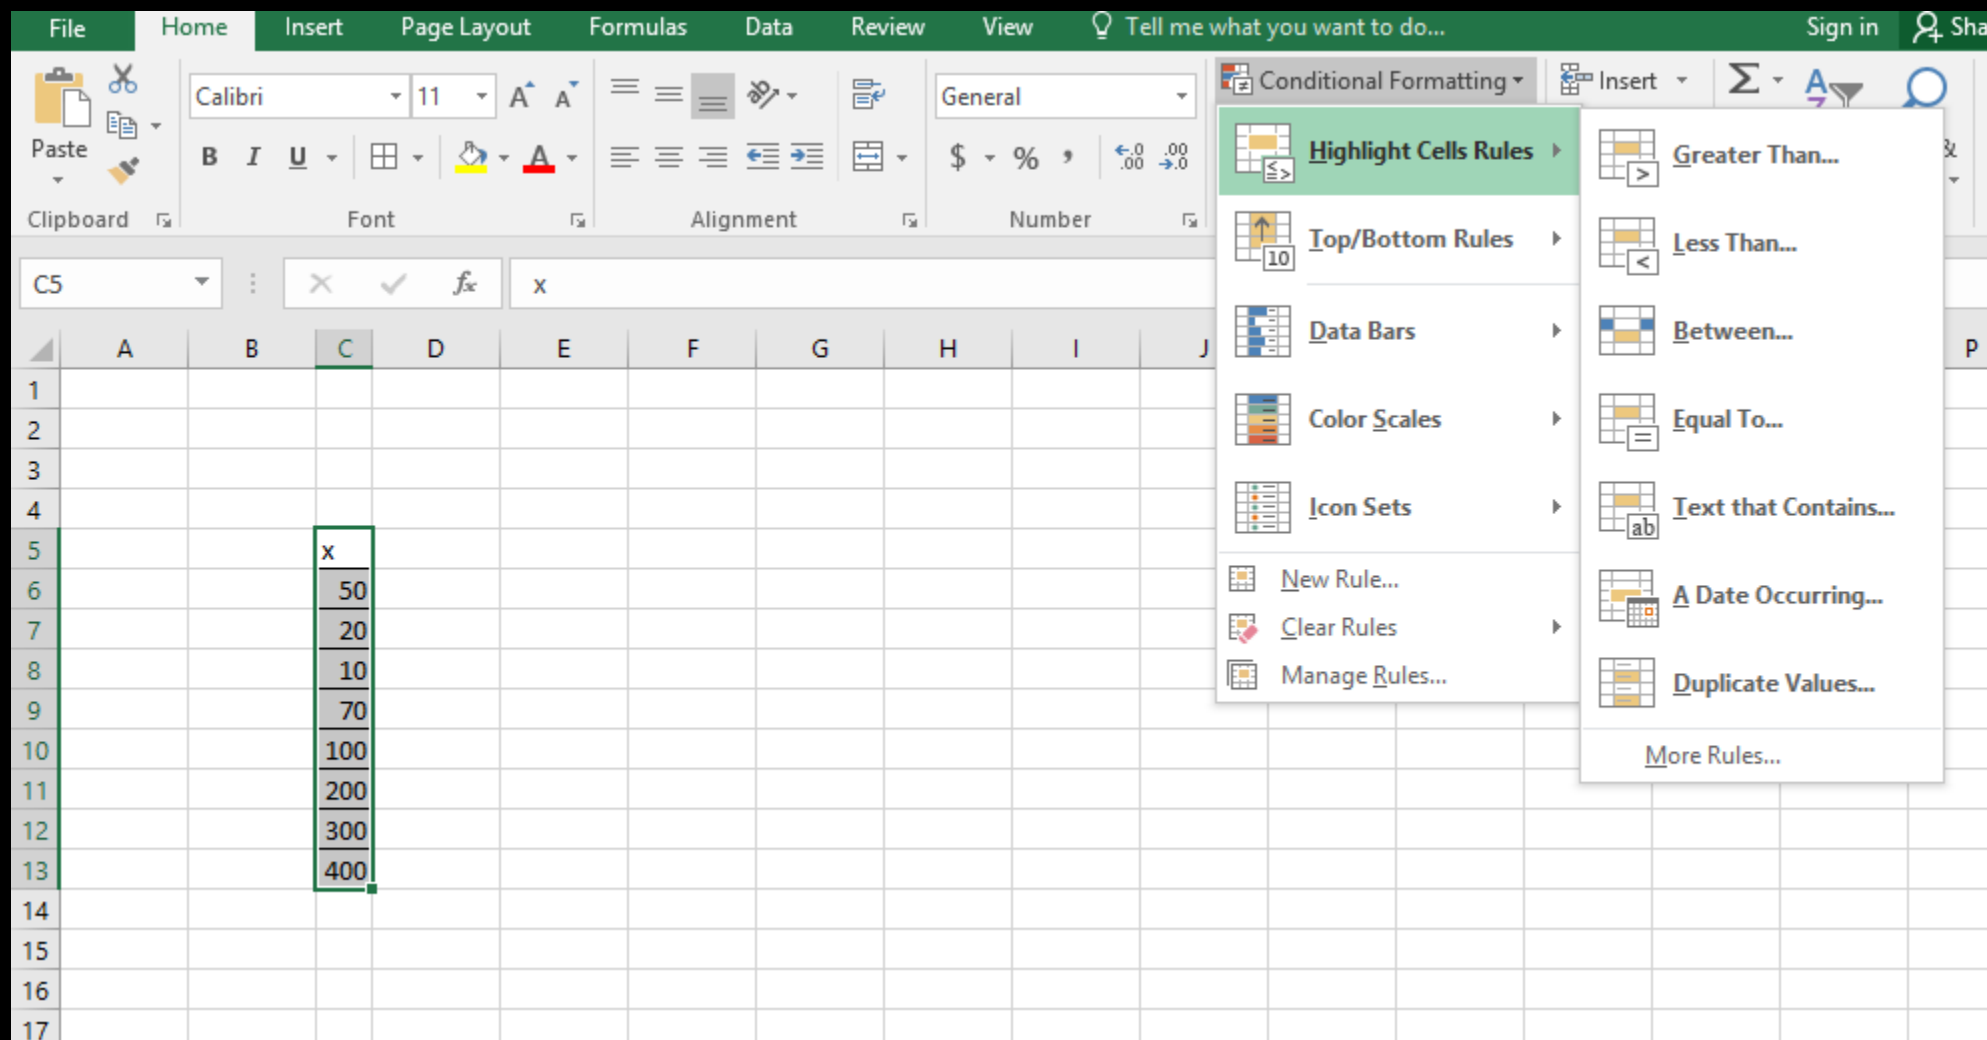 File Home Insert Page Layout Formulas Data Review View Tell me what you want to do... Sign in Sha
Calibri 11 General Conditional Formatting Insert
Paste B I U $ %
Clipboard Font Alignment Number
C5 fx x
A B C D E F G H I J P
1
2
3
4
5 x
6 50
7 20
8 10
9 70
10 100
11 200
12 300
13 400
14
15
16
17
Highlight Cells Rules
Top/Bottom Rules
Data Bars
Color Scales
Icon Sets
New Rule...
Clear Rules
Manage Rules...
Greater Than...
Less Than...
Between...
Equal To...
Text that Contains...
A Date Occurring...
Duplicate Values...
More Rules...